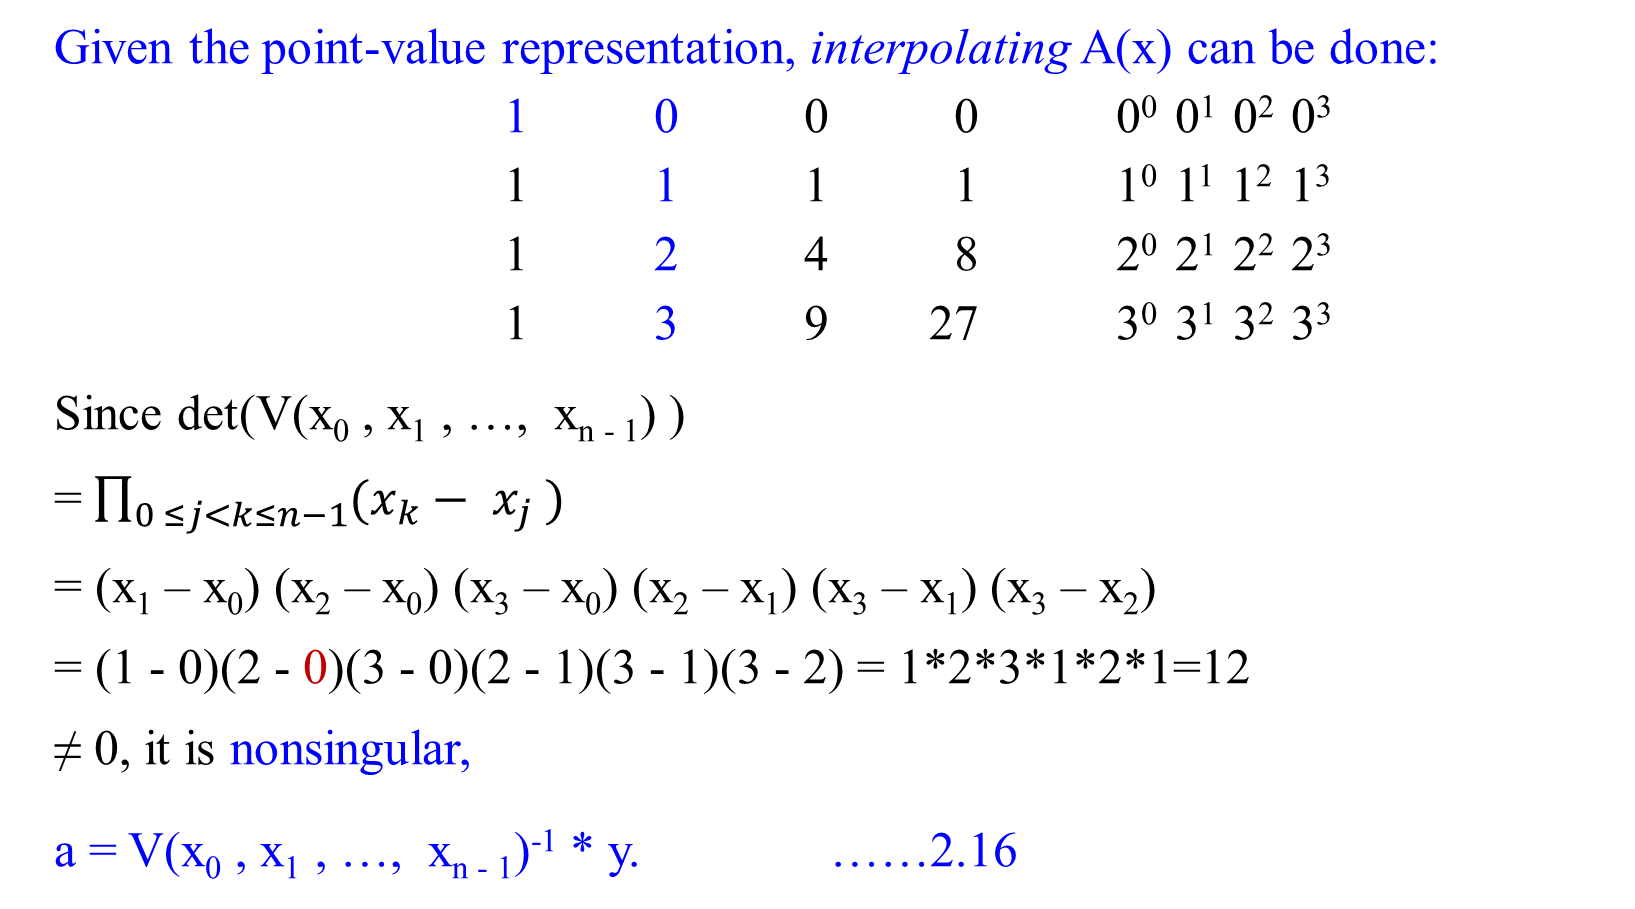 Given the point-value representation, interpolating A(x) can be done:
1 0 0 0 0⁰ 0¹ 0² 0³
1 1 1 1 1⁰ 1¹ 1² 1³
1 2 4 8 2⁰ 2¹ 2² 2³
1 3 9 27 3⁰ 3¹ 3² 3³
Since det(V(x₀ , x₁ , …, xₙ ₋ ₁) )
= ∏₀ ≤j<k≤n−1(xₖ − xⱼ )
= (x₁ – x₀) (x₂ – x₀) (x₃ – x₀) (x₂ – x₁) (x₃ – x₁) (x₃ – x₂)
= (1 - 0)(2 - 0)(3 - 0)(2 - 1)(3 - 1)(3 - 2) = 1*2*3*1*2*1=12
≠ 0, it is nonsingular,
a = V(x₀ , x₁ , …, xₙ ₋ ₁)⁻¹ * y. ……2.16